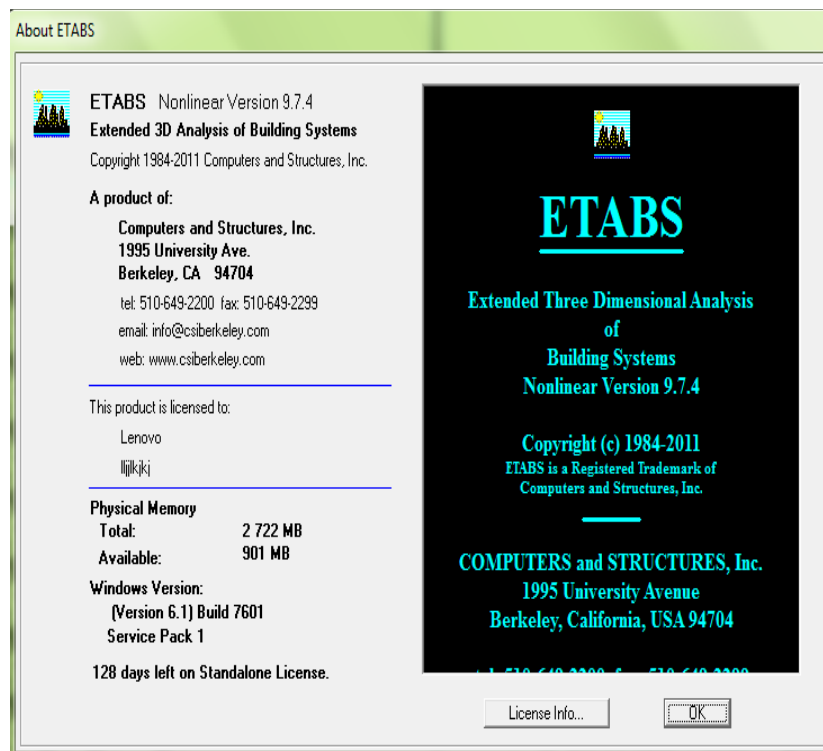 About ETABS
ETABS Nonlinear Version 9.7.4
Extended 3D Analysis of Building Systems
Copyright 1984-2011 Computers and Structures, Inc.
A product of:
Computers and Structures, Inc.
1995 University Ave.
Berkeley, CA 94704
tel: 510-649-2200 fax: 510-649-2299
email: info@csiberkeley.com
web: www.csiberkeley.com
This product is licensed to:
Lenovo
Physical Memory
Total: 2 722 MB
Available: 901 MB
Windows Version:
(Version 6.1) Build 7601
Service Pack 1
128 days left on Standalone License.
ETABS
Extended Three Dimensional Analysis
of
Building Systems
Nonlinear Version 9.7.4
Copyright (c) 1984-2011
ETABS is a Registered Trademark of
Computers and Structures, Inc.
COMPUTERS and STRUCTURES, Inc.
1995 University Avenue
Berkeley, California, USA 94704
License Info...
OK